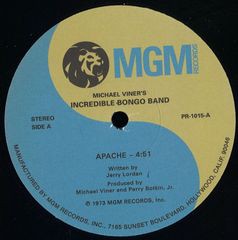 MGM
RECORDS
MICHAEL VINER'S
INCREDIBLE BONGO BAND
STEREO
SIDE A
PR-1015-A
APACHE – 4:51
Written by
Jerry Lordan
Produced by
Michael Viner and Perry Botkin, Jr.
℗ 1973 MGM RECORDS, Inc.
MANUFACTURED BY MGM RECORDS, INC., 7165 SUNSET BOULEVARD, HOLLYWOOD, CALIF. 90046